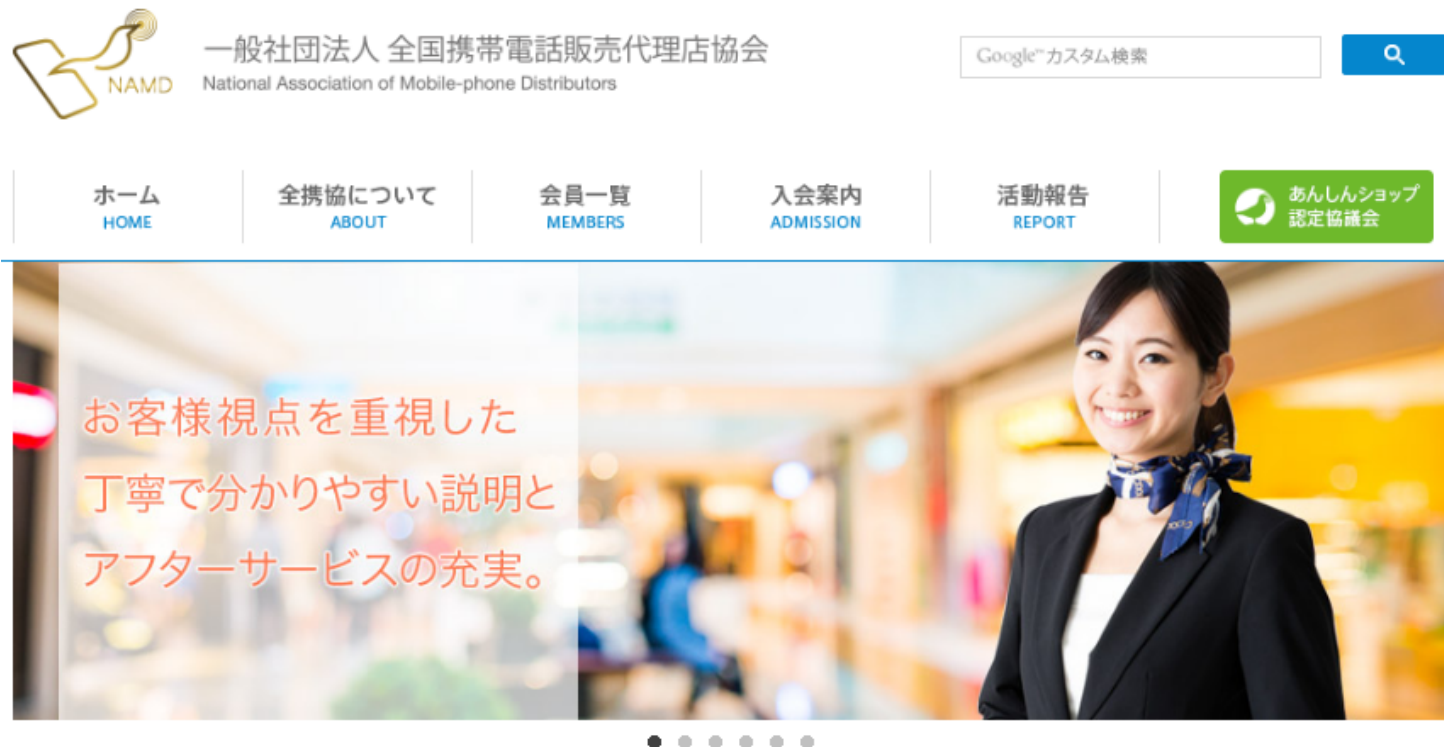 NAMD
一般社団法人 全国携帯電話販売代理店協会
National Association of Mobile-phone Distributors
Google™ カスタム検索
ホーム
HOME
全携協について
ABOUT
会員一覧
MEMBERS
入会案内
ADMISSION
活動報告
REPORT
あんしんショップ
認定協議会
お客様視点を重視した
丁寧で分かりやすい説明と
アフターサービスの充実。